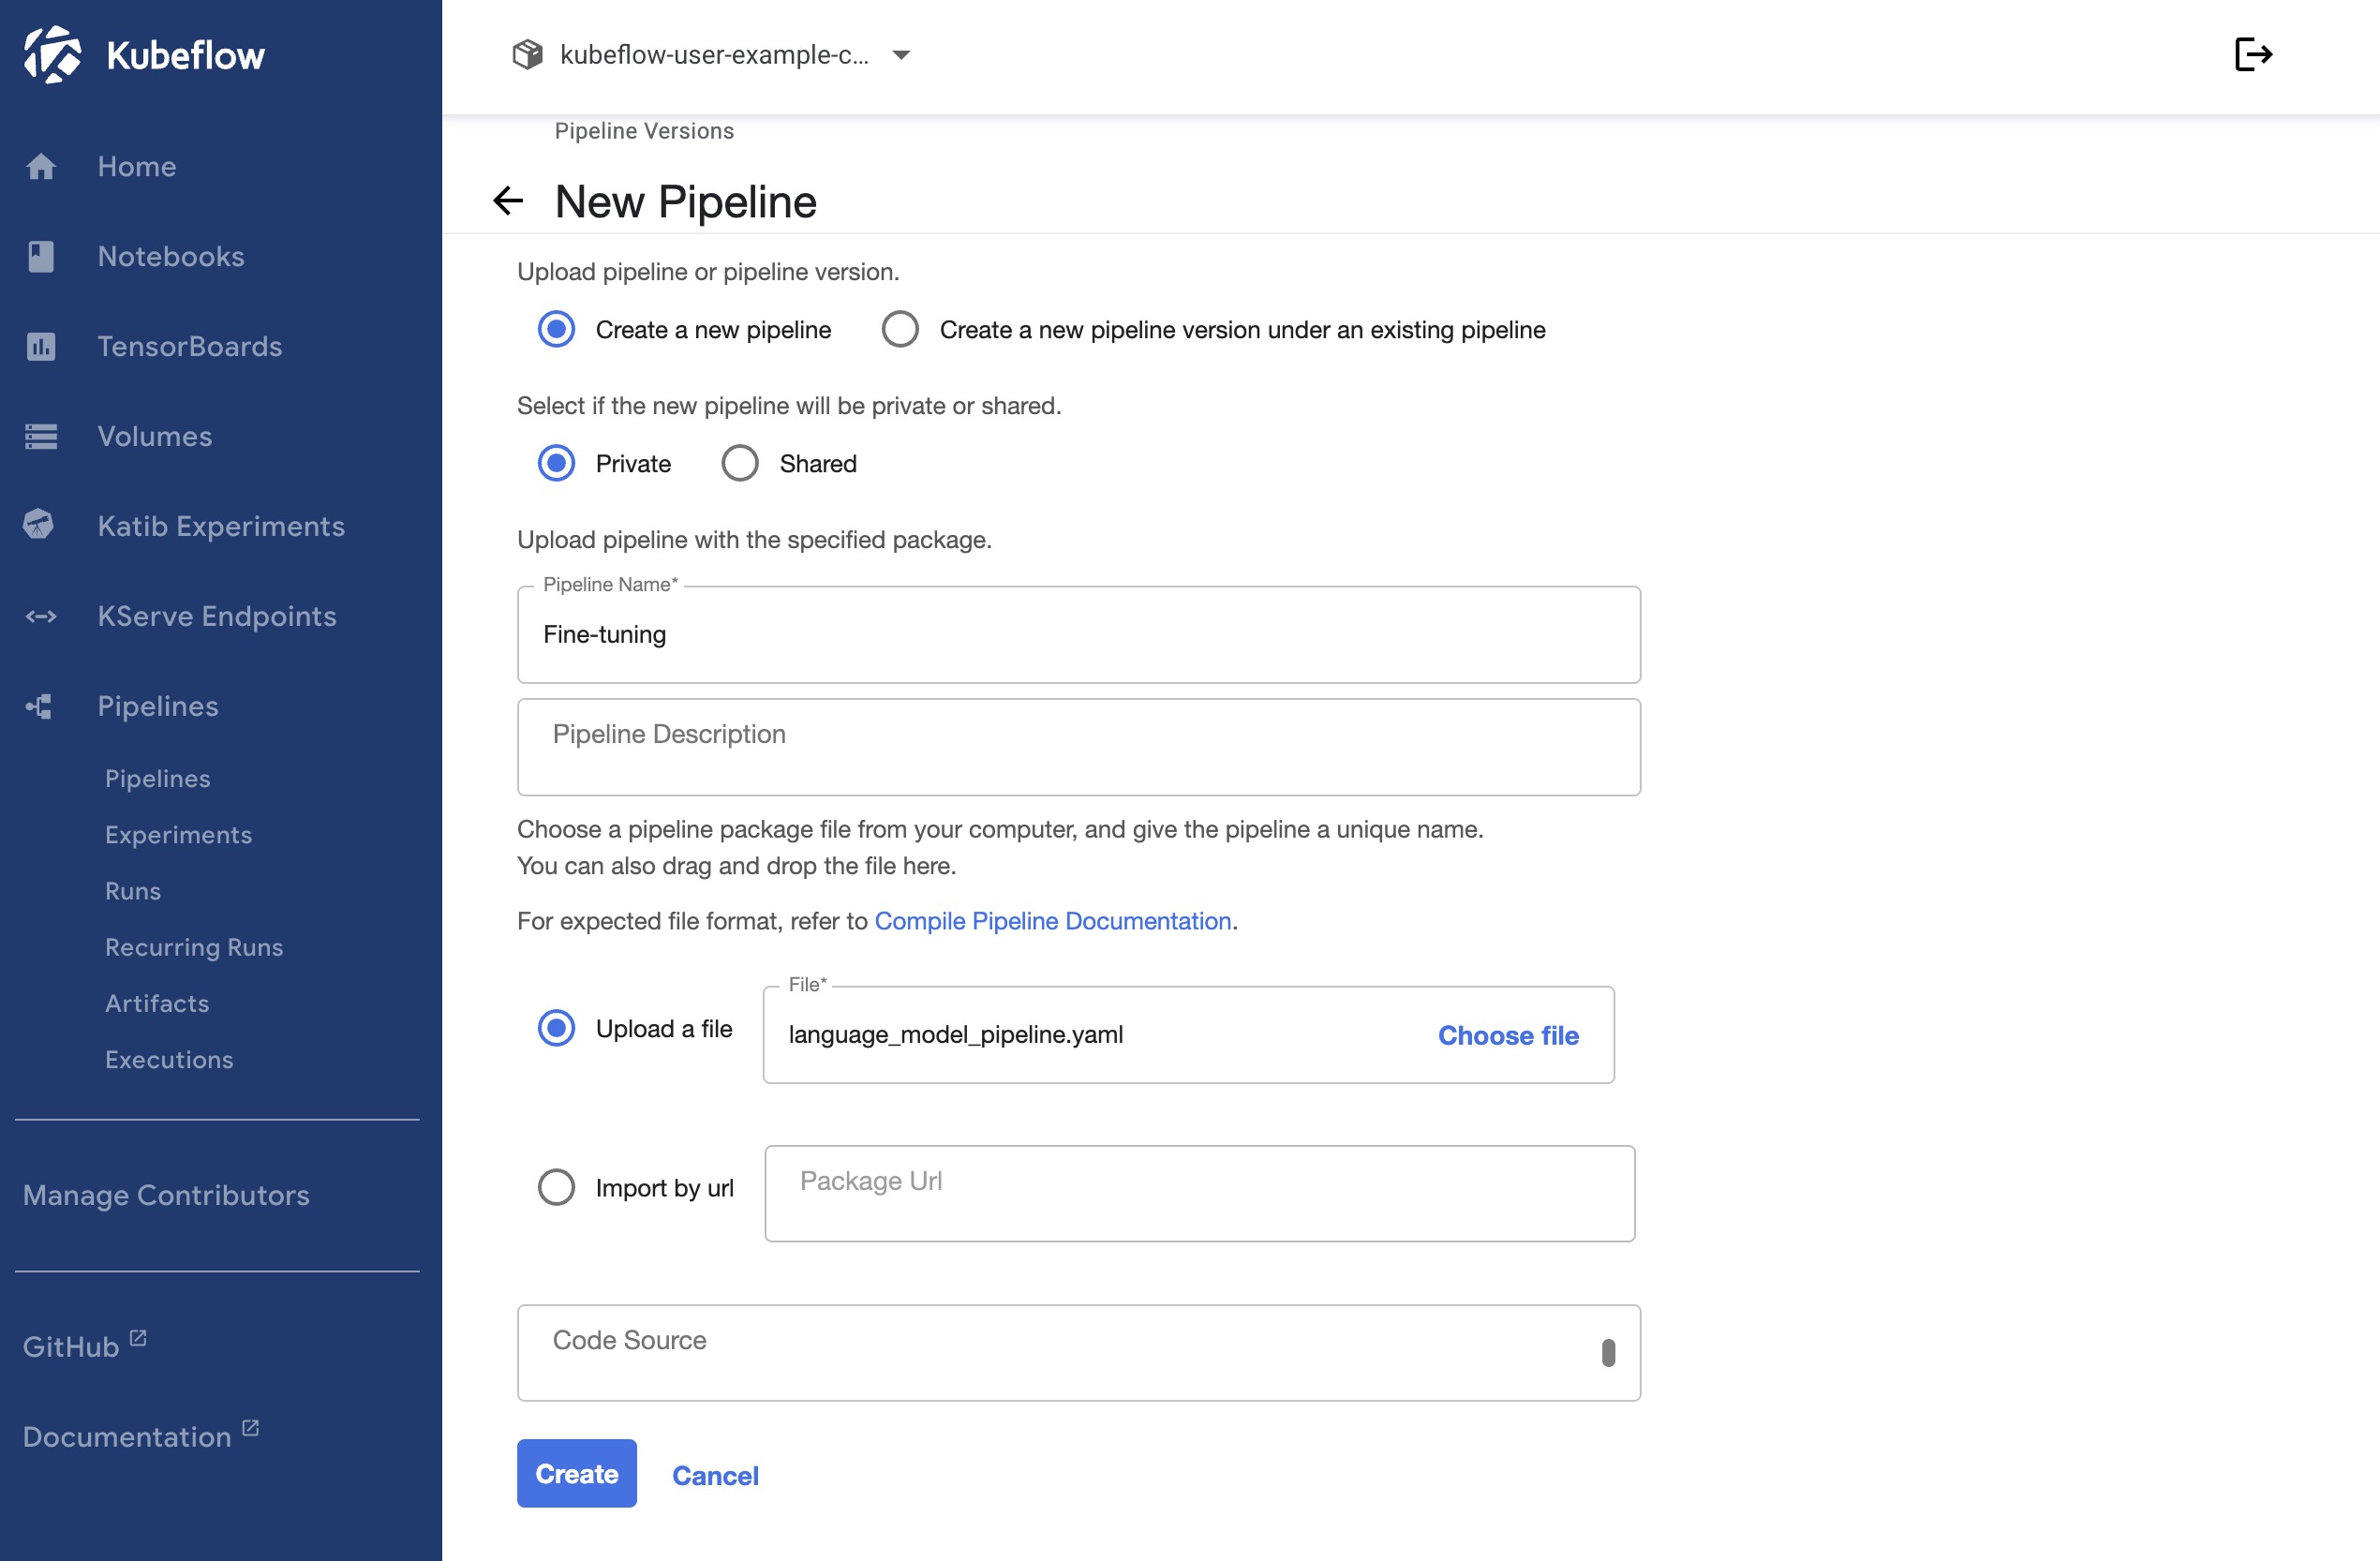 Kubeflow
Home
Notebooks
TensorBoards
Volumes
Katib Experiments
KServe Endpoints
Pipelines
Pipelines
Experiments
Runs
Recurring Runs
Artifacts
Executions
Manage Contributors
GitHub
Documentation
kubeflow-user-example-c...
Pipeline Versions
New Pipeline
Upload pipeline or pipeline version.
Create a new pipeline Create a new pipeline version under an existing pipeline
Select if the new pipeline will be private or shared.
Private Shared
Upload pipeline with the specified package.
Pipeline Name*
Fine-tuning
Pipeline Description
Choose a pipeline package file from your computer, and give the pipeline a unique name.
You can also drag and drop the file here.
For expected file format, refer to Compile Pipeline Documentation.
File*
Upload a file language_model_pipeline.yaml Choose file
Import by url Package Url
Code Source
Create Cancel